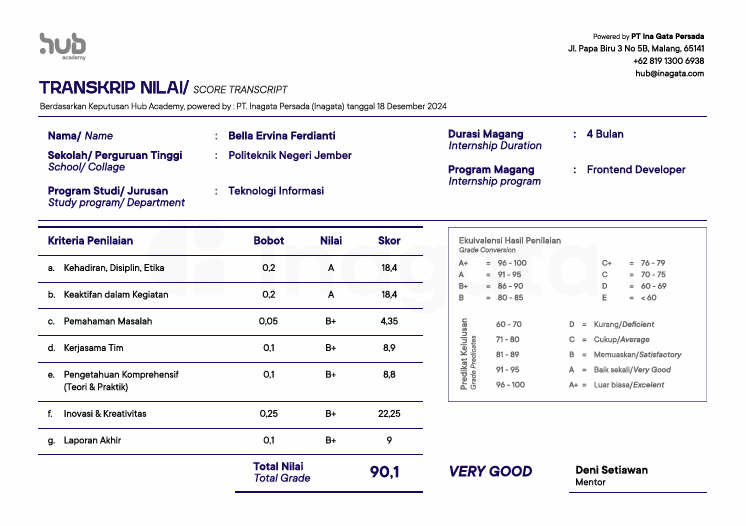 hub
academy
Powered by PT Ina Gata Persada
Jl. Papa Biru 3 No 5B, Malang, 65141
+62 819 1300 6938
hub@inagata.com
TRANSKRIP NILAI/ SCORE TRANSCRIPT
Berdasarkan Keputusan Hub Academy, powered by : PT. Inagata Persada (Inagata) tanggal 18 Desember 2024
Nama/ Name : Bella Ervina Ferdianti
Sekolah/ Perguruan Tinggi : Politeknik Negeri Jember
School/ Collage
Program Studi/ Jurusan : Teknologi Informasi
Study program/ Department
Durasi Magang : 4 Bulan
Internship Duration
Program Magang : Frontend Developer
Internship program
Kriteria Penilaian Bobot Nilai Skor
a. Kehadiran, Disiplin, Etika 0,2 A 18,4
b. Keaktifan dalam Kegiatan 0,2 A 18,4
c. Pemahaman Masalah 0,05 B+ 4,35
d. Kerjasama Tim 0,1 B+ 8,9
e. Pengetahuan Komprehensif 0,1 B+ 8,8
(Teori & Praktik)
f. Inovasi & Kreativitas 0,25 B+ 22,25
g. Laporan Akhir 0,1 B+ 9
Total Nilai 90,1
Total Grade
inagata
Ekuivalensi Hasil Penilaian
Grade Conversion
A+ = 96 - 100 C+ = 76 - 79
A = 91 - 95 C = 70 - 75
B+ = 86 - 90 D = 60 - 69
B = 80 - 85 E = < 60
Predikat Kelulusan
Grade Predicates
60 - 70 D = Kurang/Deficient
71 - 80 C = Cukup/Average
81 - 89 B = Memuaskan/Satisfactory
91 - 95 A = Baik sekali/Very Good
96 - 100 A+ = Luar biasa/Excelent
VERY GOOD
Deni Setiawan
Mentor